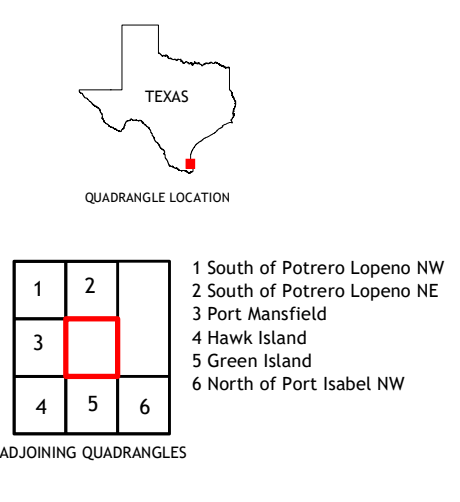 TEXAS
QUADRANGLE LOCATION
1
2
3
4
5
6
ADJOINING QUADRANGLES
1 South of Potrero Lopeno NW
2 South of Potrero Lopeno NE
3 Port Mansfield
4 Hawk Island
5 Green Island
6 North of Port Isabel NW